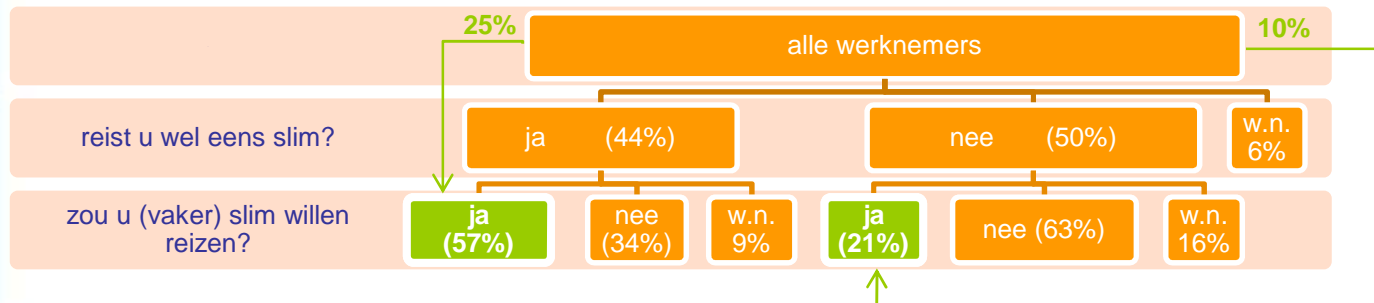 25%
alle werknemers
10%
reist u wel eens slim?
ja (44%)
nee (50%)
w.n.
6%
zou u (vaker) slim willen
reizen?
ja
(57%)
nee
(34%)
w.n.
9%
ja
(21%)
nee (63%)
w.n.
16%